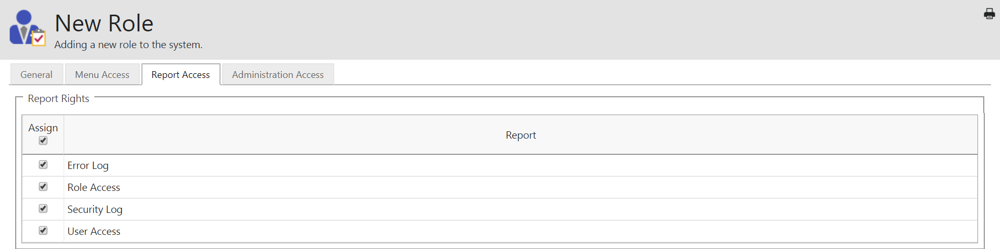 New Role
Adding a new role to the system.
General Menu Access Report Access Administration Access
Report Rights
Assign Report
Error Log
Role Access
Security Log
User Access